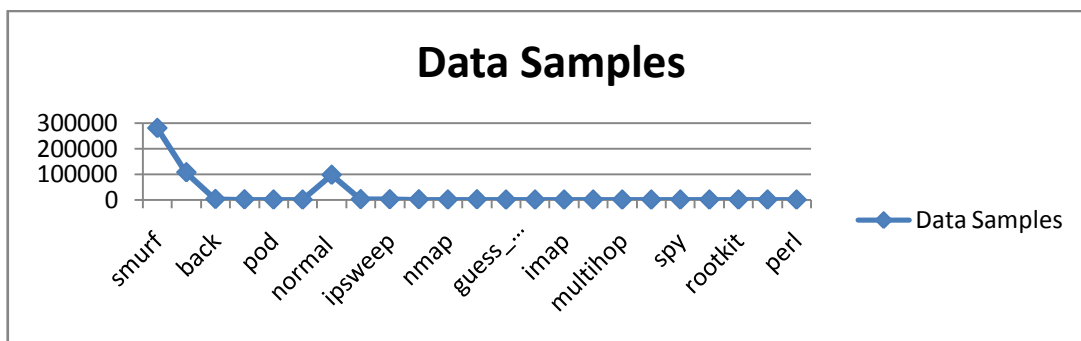 Data Samples
300000
200000
100000
0
smurf
back
pod
normal
ipsweep
nmap
guess_...
imap
multihop
spy
rootkit
perl
Data Samples